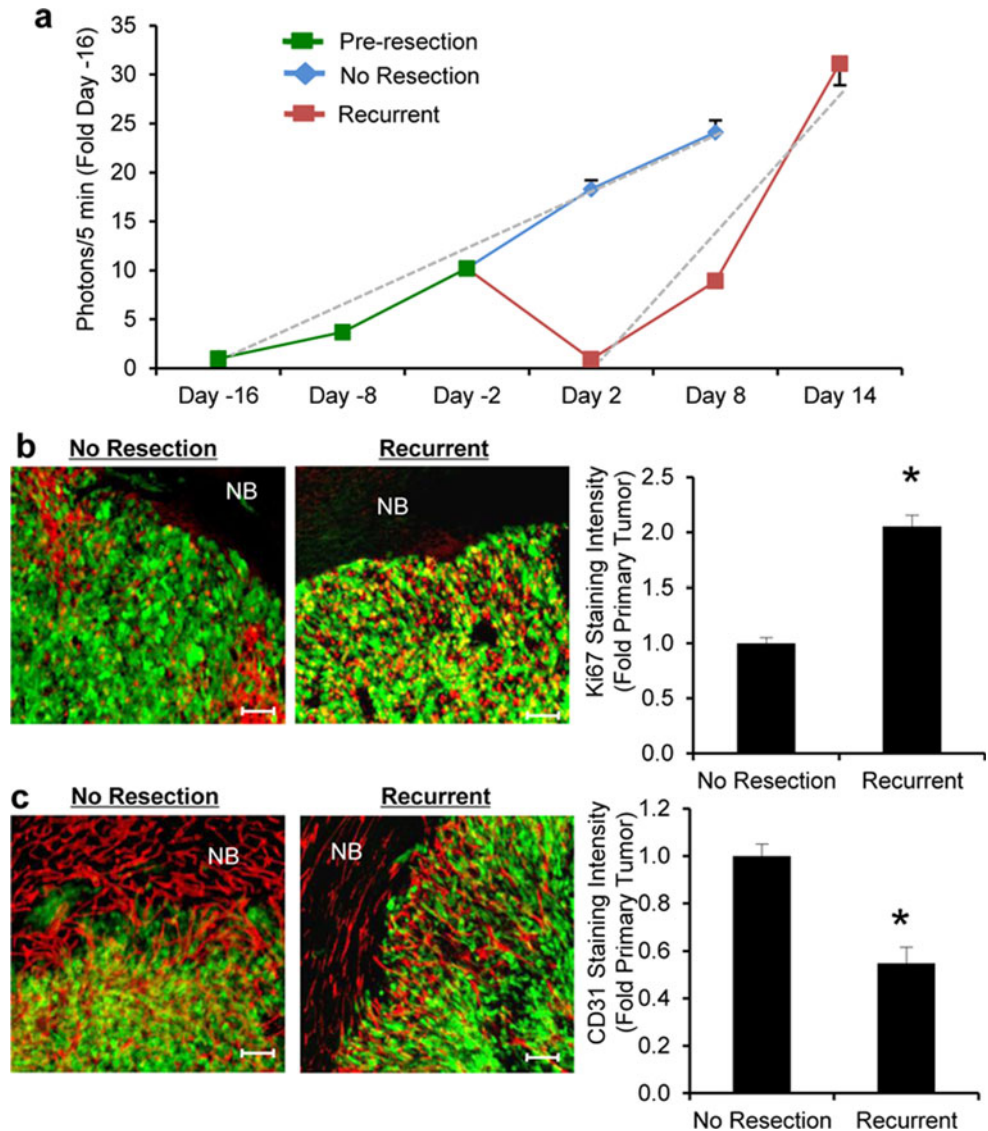 a
Photons/5 min (Fold Day -16)
35
30
25
20
15
10
5
0
Pre-resection
No Resection
Recurrent
Day -16
Day -8
Day -2
Day 2
Day 8
Day 14
b
No Resection
NB
Recurrent
NB
Ki67 Staining Intensity
(Fold Primary Tumor)
2.5
2.0
1.5
1.0
0.5
0.0
*
No Resection
Recurrent
c
No Resection
NB
Recurrent
NB
CD31 Staining Intensity
(Fold Primary Tumor)
1.2
1.0
0.8
0.6
0.4
0.2
0.0
*
No Resection
Recurrent